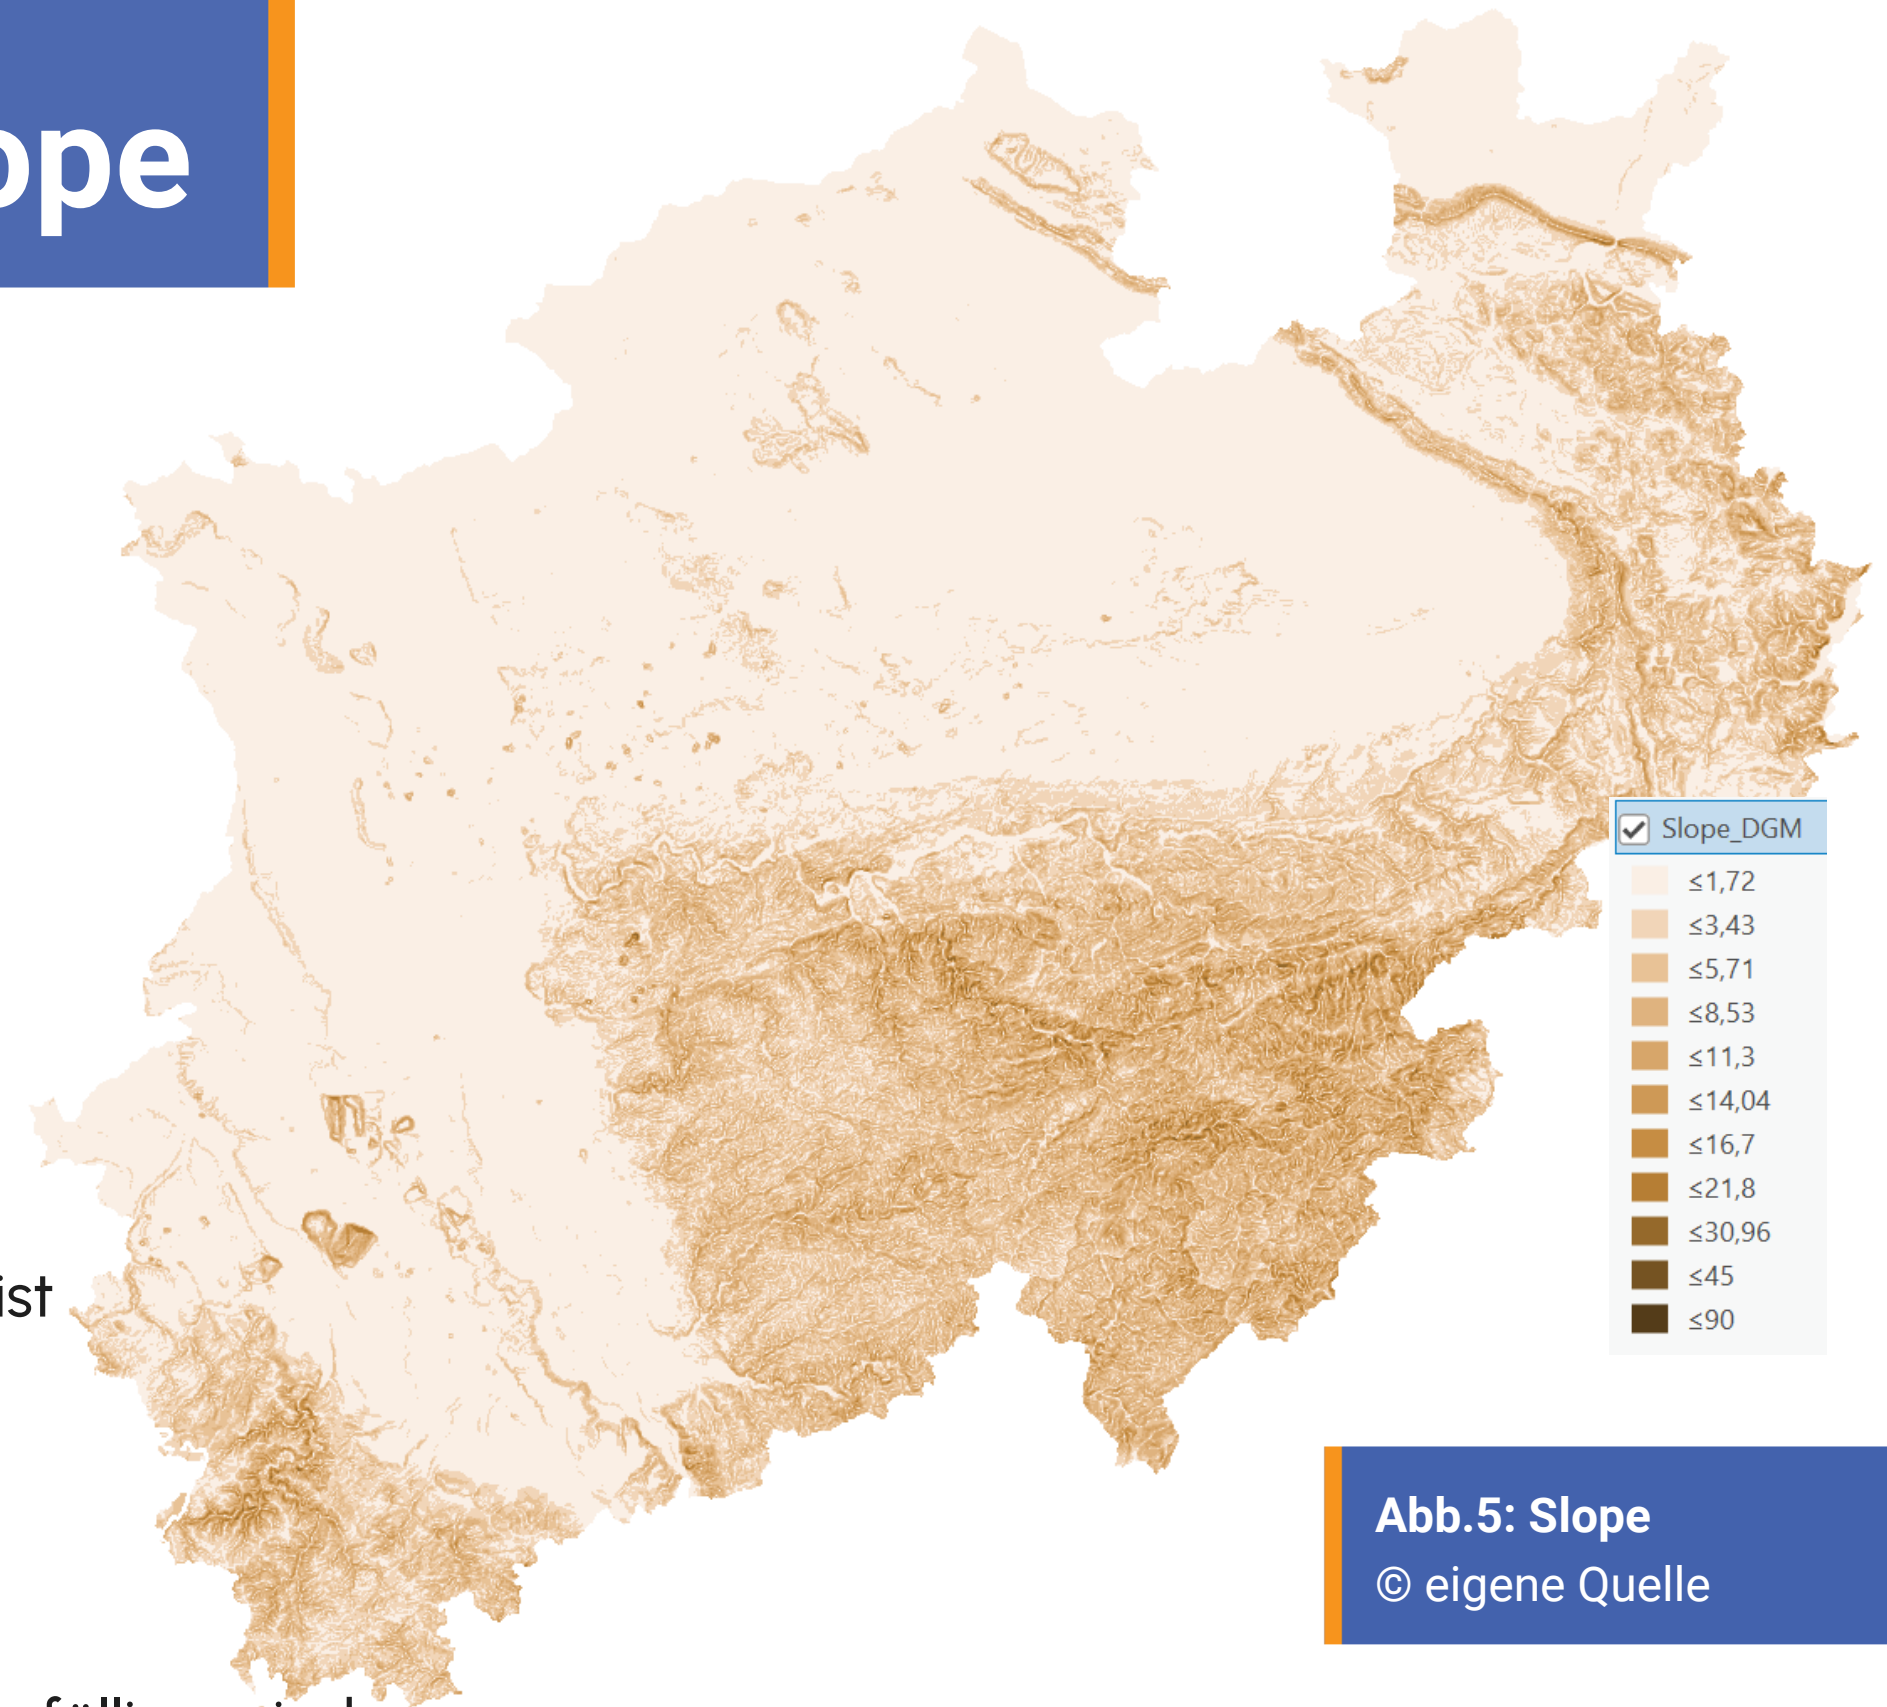 ope
Slope_DGM
≤1,72
≤3,43
≤5,71
≤8,53
≤11,3
≤14,04
≤16,7
≤21,8
≤30,96
≤45
≤90
ist
Abb.5: Slope
© eigene Quelle